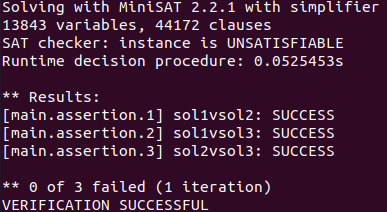 Solving with MiniSAT 2.2.1 with simplifier
13843 variables, 44172 clauses
SAT checker: instance is UNSATISFIABLE
Runtime decision procedure: 0.0525453s

** Results:
[main.assertion.1] sol1vsol2: SUCCESS
[main.assertion.2] sol1vsol3: SUCCESS
[main.assertion.3] sol2vsol3: SUCCESS

** 0 of 3 failed (1 iteration)
VERIFICATION SUCCESSFUL